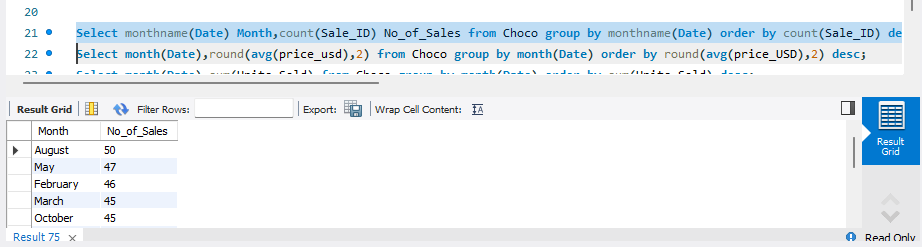 20
21 Select monthname(Date) Month,count(Sale_ID) No_of_Sales from Choco group by monthname(Date) order by count(Sale_ID) de
22 Select month(Date),round(avg(price_usd),2) from Choco group by month(Date) order by round(avg(price_USD),2) desc;
23 Select month(Date),sum(Units_Sold) from Choco group by month(Date) order by sum(Units_Sold) desc;
Result Grid Filter Rows: Export: Wrap Cell Content:
Month No_of_Sales
August 50
May 47
February 46
March 45
October 45
Result Grid
Result 75
Read Only